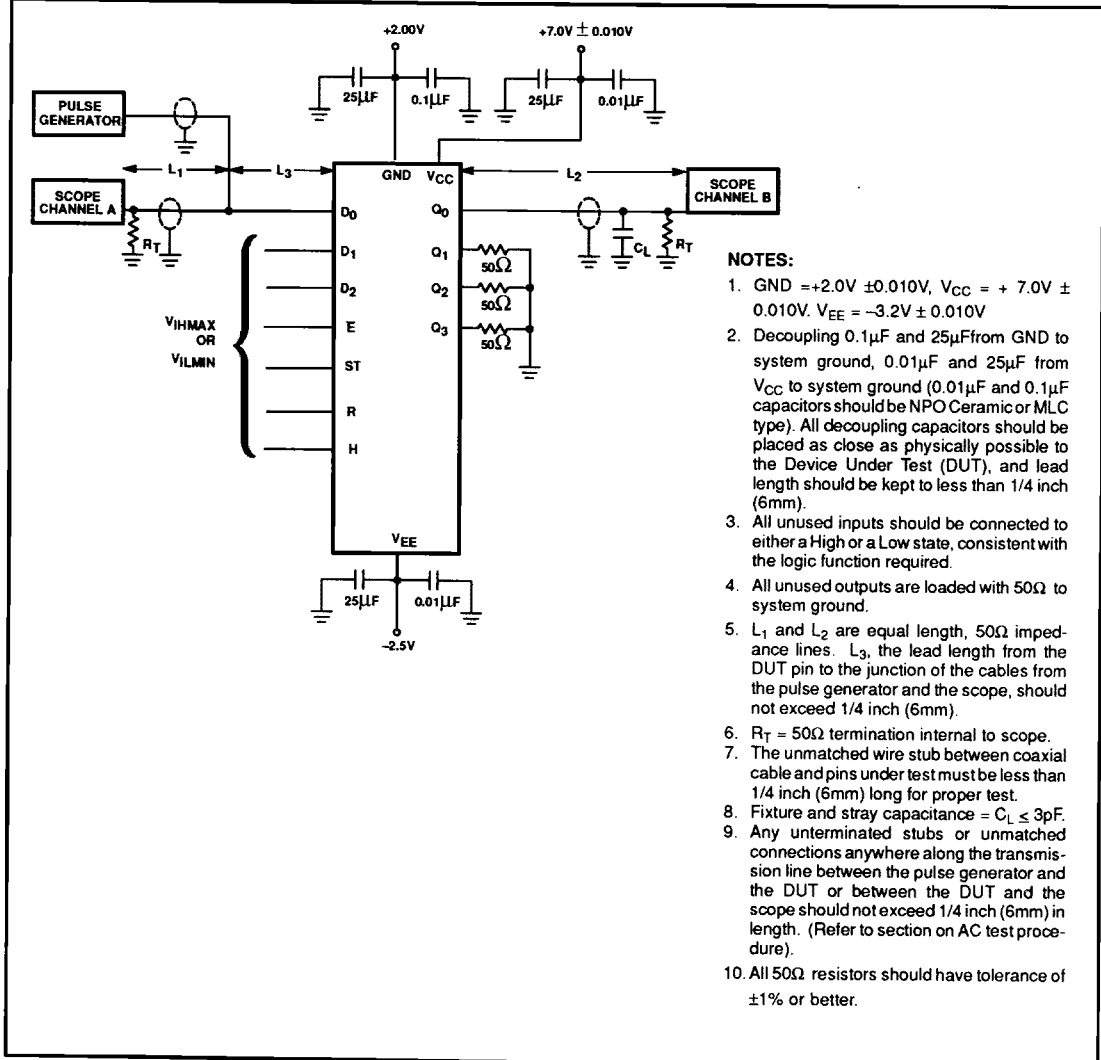 +2.00V
+7.0V ± 0.010V
25µF
0.1µF
25µF
0.01µF
PULSE
GENERATOR
L1
L3
L2
GND
VCC
SCOPE
CHANNEL A
SCOPE
CHANNEL B
RT
D0
Q0
CL
RT
D1
Q1
50Ω
D2
Q2
50Ω
E
Q3
50Ω
VIHMAX
OR
VILMIN
ST
R
H
VEE
25µF
0.01µF
–2.5V
NOTES:
1. GND =+2.0V ±0.010V, VCC = + 7.0V ±
0.010V. VEE = –3.2V ± 0.010V
2. Decoupling 0.1µF and 25µFfrom GND to
system ground, 0.01µF and 25µF from
VCC to system ground (0.01µF and 0.1µF
capacitors should be NPO Ceramic or MLC
type). All decoupling capacitors should be
placed as close as physically possible to
the Device Under Test (DUT), and lead
length should be kept to less than 1/4 inch
(6mm).
3. All unused inputs should be connected to
either a High or a Low state, consistent with
the logic function required.
4. All unused outputs are loaded with 50Ω to
system ground.
5. L1 and L2 are equal length, 50Ω imped-
ance lines. L3, the lead length from the
DUT pin to the junction of the cables from
the pulse generator and the scope, should
not exceed 1/4 inch (6mm).
6. RT = 50Ω termination internal to scope.
7. The unmatched wire stub between coaxial
cable and pins under test must be less than
1/4 inch (6mm) long for proper test.
8. Fixture and stray capacitance = CL ≤ 3pF.
9. Any unterminated stubs or unmatched
connections anywhere along the transmis-
sion line between the pulse generator and
the DUT or between the DUT and the
scope should not exceed 1/4 inch (6mm) in
length. (Refer to section on AC test proce-
dure).
10. All 50Ω resistors should have tolerance of
±1% or better.